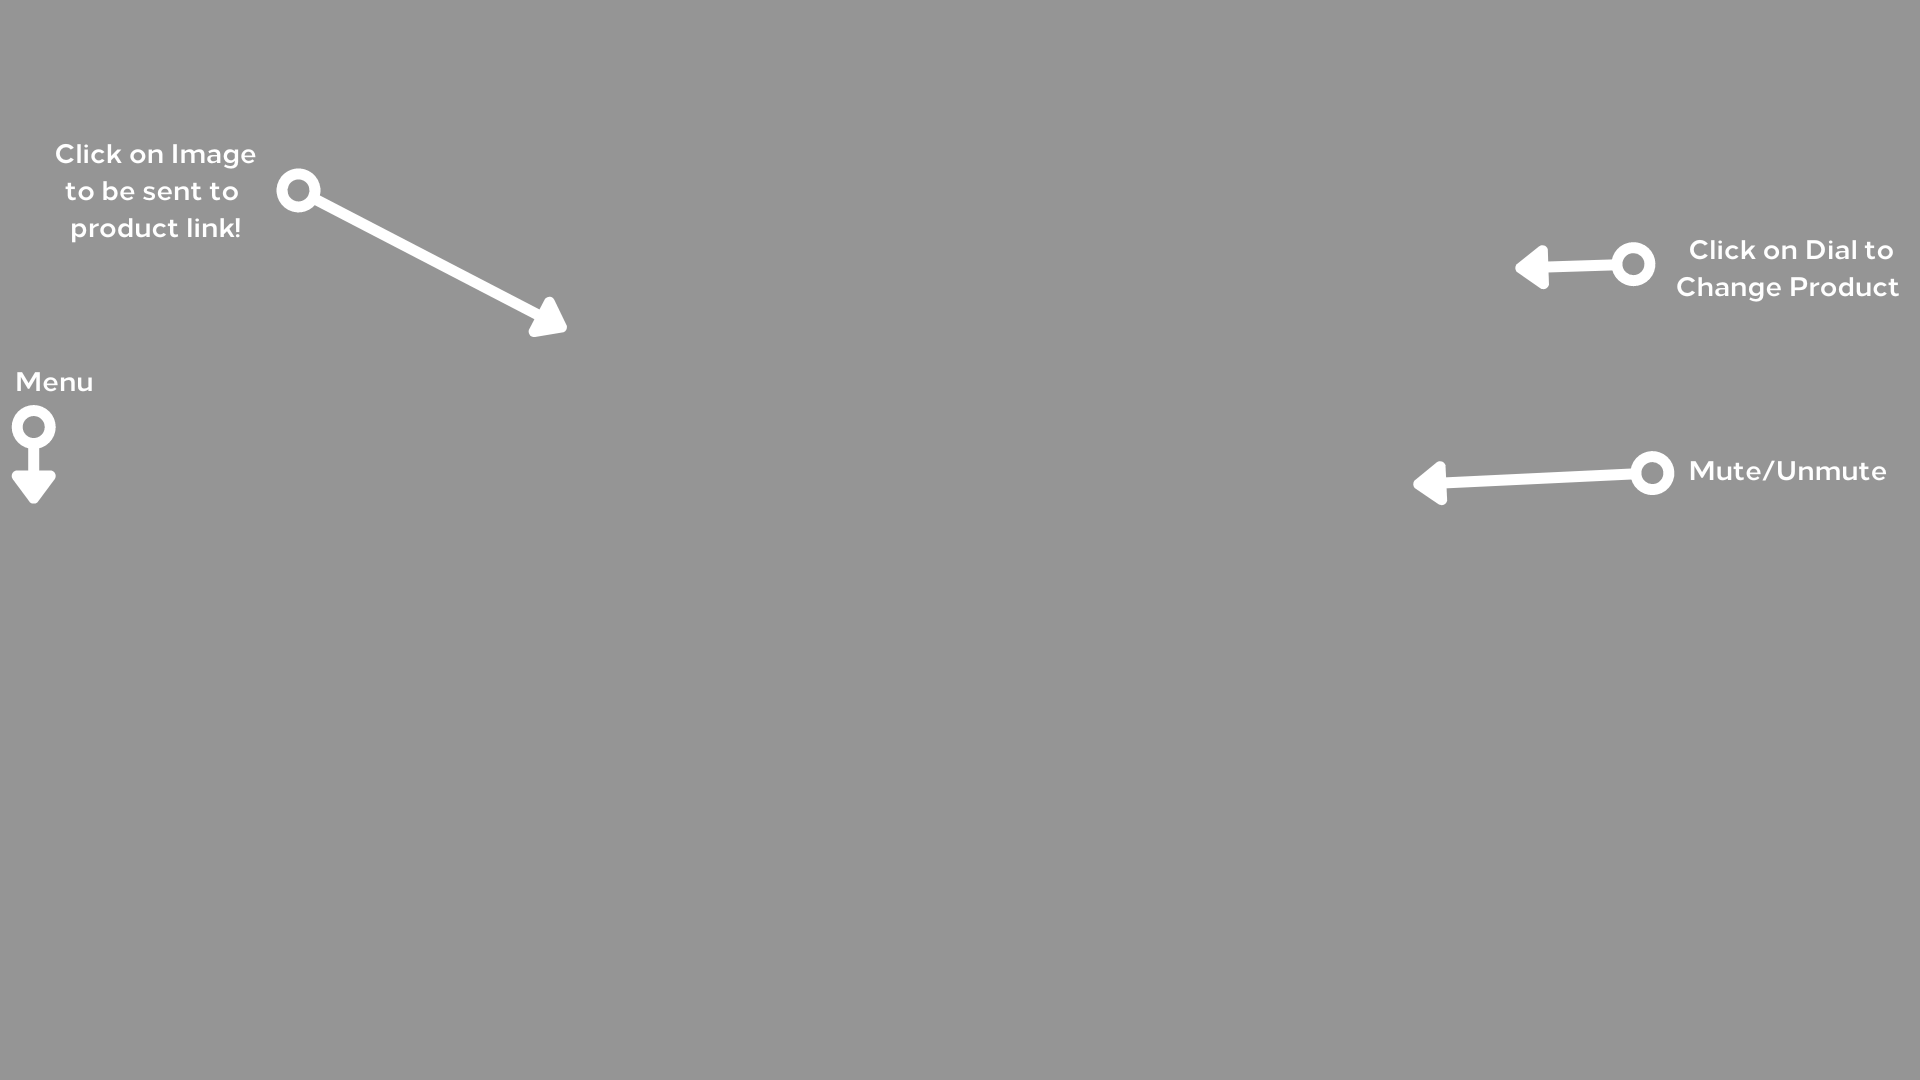 Click on Image
to be sent to
product link!
Click on Dial to
Change Product
Menu
Mute/Unmute